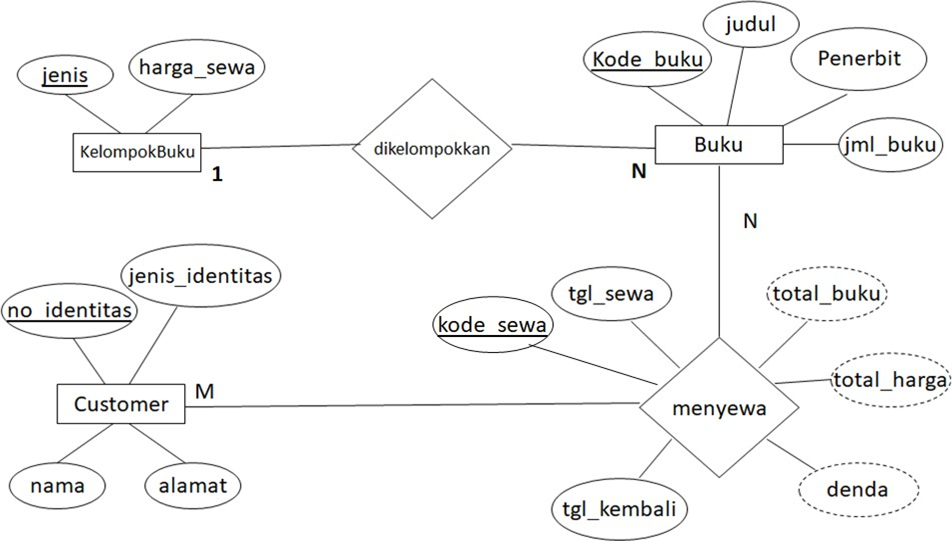 judul
jenis
harga_sewa
Kode_buku
Penerbit
KelompokBuku
dikelompokkan
Buku
jml_buku
1
N
N
jenis_identitas
no_identitas
tgl_sewa
total_buku
kode_sewa
total_harga
Customer
M
menyewa
nama
alamat
denda
tgl_kembali